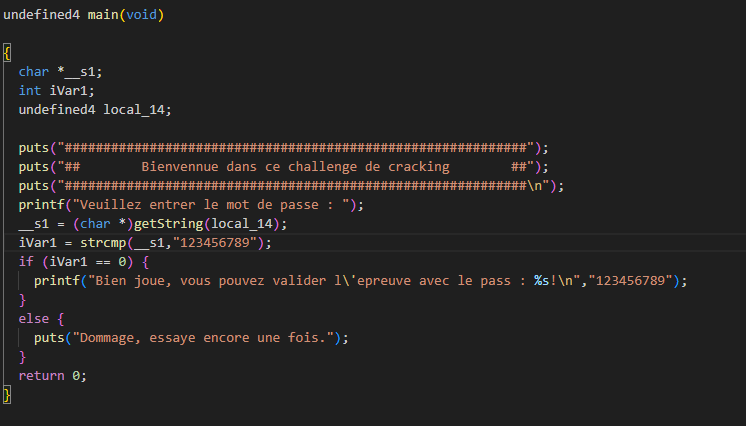 undefined4 main(void)
{
char *__s1;
int iVar1;
undefined4 local_14;
puts("############################################################");
puts("##        Bienvennue dans ce challenge de cracking        ##");
puts("############################################################\n");
printf("Veuillez entrer le mot de passe : ");
__s1 = (char *)getString(local_14);
iVar1 = strcmp(__s1,"123456789");
if (iVar1 == 0) {
printf("Bien joue, vous pouvez valider l\'epreuve avec le pass : %s!\n","123456789");
}
else {
puts("Dommage, essaye encore une fois.");
}
return 0;
}